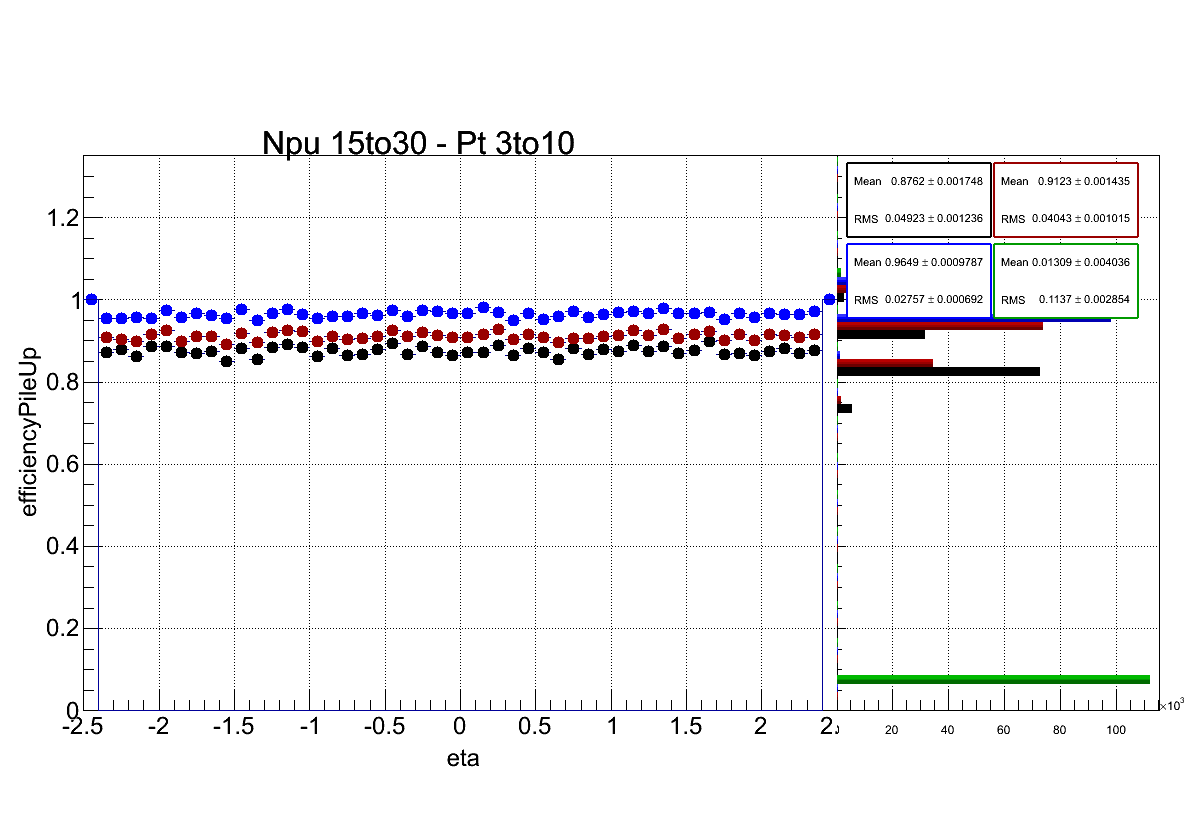 Npu 15to30 - Pt 3to10
Mean 0.8762 ± 0.001748
RMS 0.04923 ± 0.001236
Mean 0.9123 ± 0.001435
RMS 0.04043 ± 0.001015
Mean 0.9649 ± 0.0009787
RMS 0.02757 ± 0.000692
Mean 0.01309 ± 0.004036
RMS 0.1137 ± 0.002854
efficiencyPileUp
1.2
1
0.8
0.6
0.4
0.2
0
-2.5 -2 -1.5 -1 -0.5 0 0.5 1 1.5 2 2.
20 40 60 80 100
×10³
eta